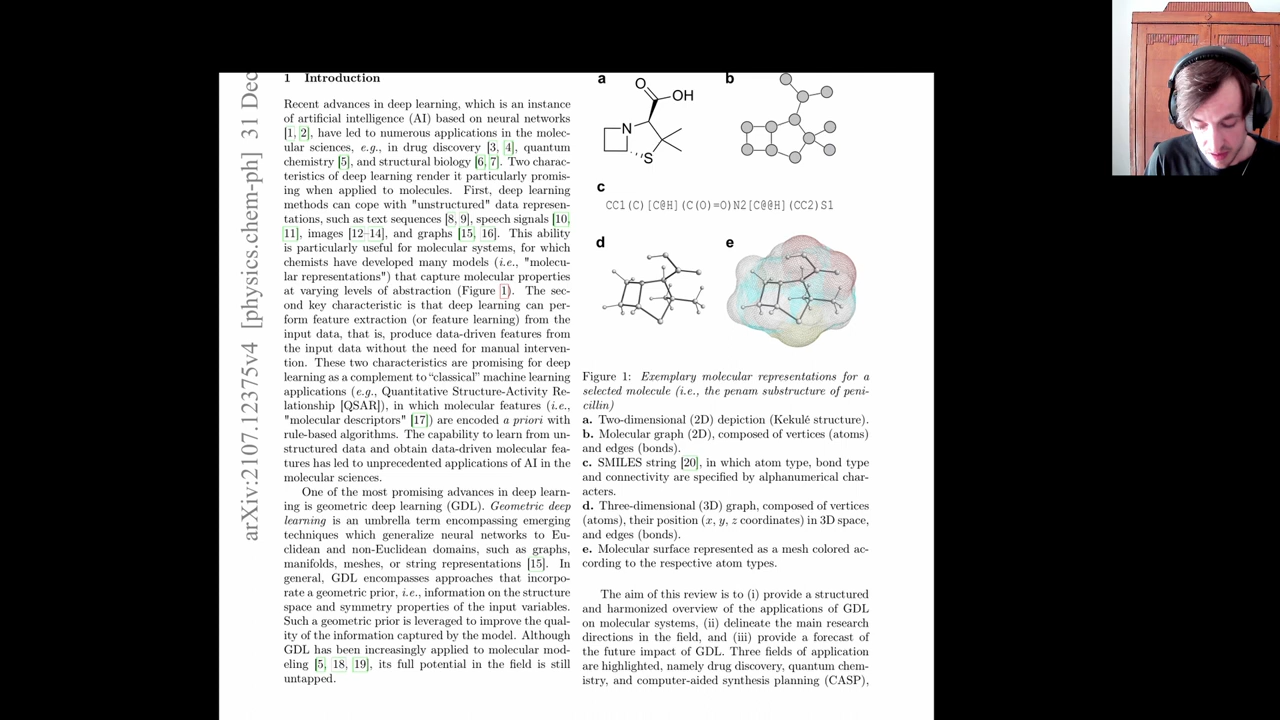 arXiv:2107.12375v4 [physics.chem-ph] 31 Dec
1 Introduction
Recent advances in deep learning, which is an instance
of artificial intelligence (AI) based on neural networks
[1, 2], have led to numerous applications in the molec-
ular sciences, e.g., in drug discovery [3, 4], quantum
chemistry [5], and structural biology [6, 7]. Two charac-
teristics of deep learning render it particularly promis-
ing when applied to molecules. First, deep learning
methods can cope with "unstructured" data represen-
tations, such as text sequences [8, 9], speech signals [10,
11], images [12–14], and graphs [15, 16]. This ability
is particularly useful for molecular systems, for which
chemists have developed many models (i.e., "molecu-
lar representations") that capture molecular properties
at varying levels of abstraction (Figure 1). The sec-
ond key characteristic is that deep learning can per-
form feature extraction (or feature learning) from the
input data, that is, produce data-driven features from
the input data without the need for manual interven-
tion. These two characteristics are promising for deep
learning as a complement to “classical” machine learning
applications (e.g., Quantitative Structure-Activity Re-
lationship [QSAR]), in which molecular features (i.e.,
"molecular descriptors" [17]) are encoded a priori with
rule-based algorithms. The capability to learn from un-
structured data and obtain data-driven molecular fea-
tures has led to unprecedented applications of AI in the
molecular sciences.
One of the most promising advances in deep learn-
ing is geometric deep learning (GDL). Geometric deep
learning is an umbrella term encompassing emerging
techniques which generalize neural networks to Eu-
clidean and non-Euclidean domains, such as graphs,
manifolds, meshes, or string representations [15]. In
general, GDL encompasses approaches that incorpo-
rate a geometric prior, i.e., information on the structure
space and symmetry properties of the input variables.
Such a geometric prior is leveraged to improve the qual-
ity of the information captured by the model. Although
GDL has been increasingly applied to molecular mod-
eling [5, 18, 19], its full potential in the field is still
untapped.
a
O
OH
N
S
b
c
CC1(C)[C@H](C(O)=O)N2[C@@H](CC2)S1
d
e
Figure 1: Exemplary molecular representations for a
selected molecule (i.e., the penam substructure of peni-
cillin)
a. Two-dimensional (2D) depiction (Kekulé structure).
b. Molecular graph (2D), composed of vertices (atoms)
and edges (bonds).
c. SMILES string [20], in which atom type, bond type
and connectivity are specified by alphanumerical char-
acters.
d. Three-dimensional (3D) graph, composed of vertices
(atoms), their position (x, y, z coordinates) in 3D space,
and edges (bonds).
e. Molecular surface represented as a mesh colored ac-
cording to the respective atom types.
The aim of this review is to (i) provide a structured
and harmonized overview of the applications of GDL
on molecular systems, (ii) delineate the main research
directions in the field, and (iii) provide a forecast of
the future impact of GDL. Three fields of application
are highlighted, namely drug discovery, quantum chem-
istry, and computer-aided synthesis planning (CASP),